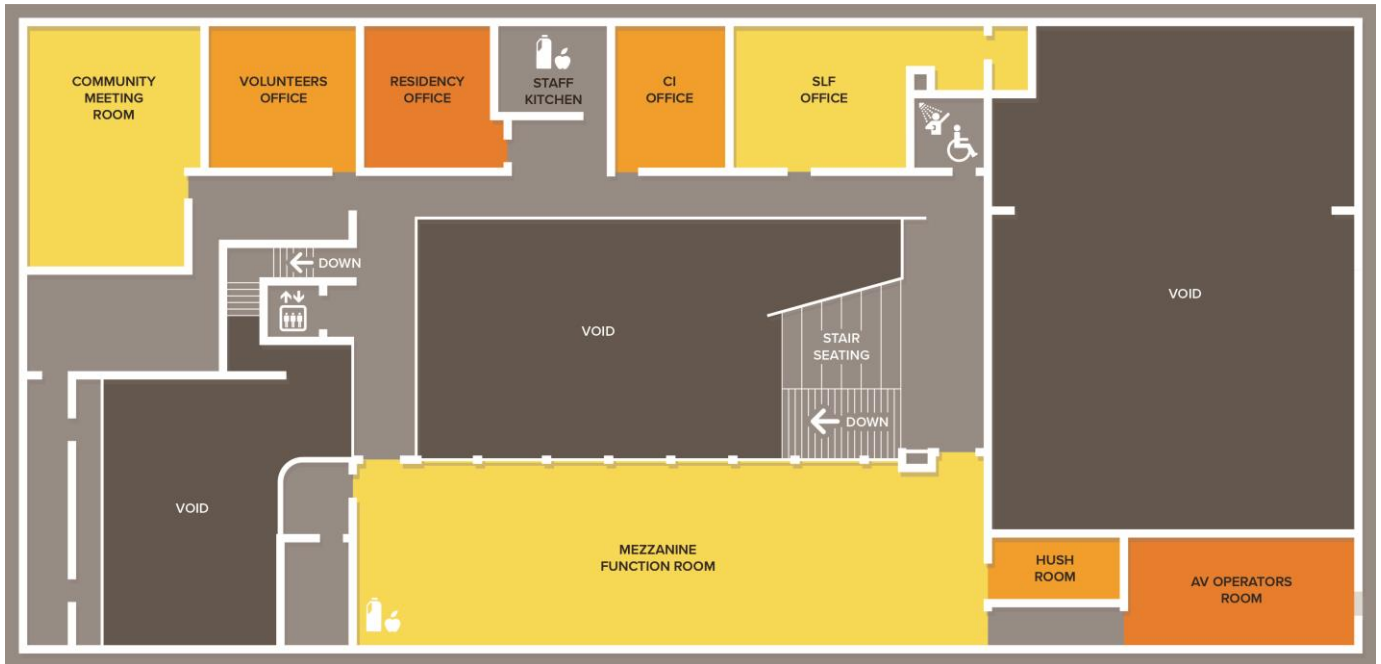 COMMUNITY
MEETING
ROOM
VOLUNTEERS
OFFICE
RESIDENCY
OFFICE
STAFF
KITCHEN
CI
OFFICE
SLF
OFFICE
DOWN
VOID
STAIR
SEATING
DOWN
VOID
VOID
MEZZANINE
FUNCTION ROOM
HUSH
ROOM
AV OPERATORS
ROOM